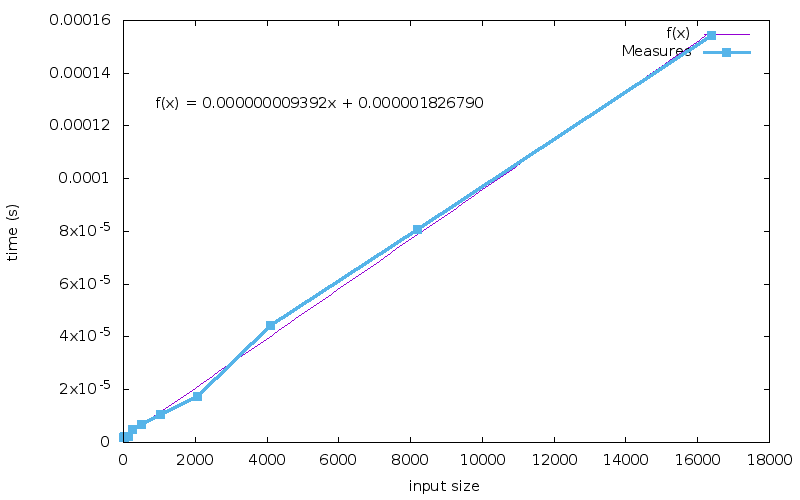 0.00016
0.00014
0.00012
0.0001
8x10-5
6x10-5
4x10-5
2x10-5
0
time (s)
f(x)
Measures
f(x) = 0.000000009392x + 0.000001826790
0 2000 4000 6000 8000 10000 12000 14000 16000 18000
input size